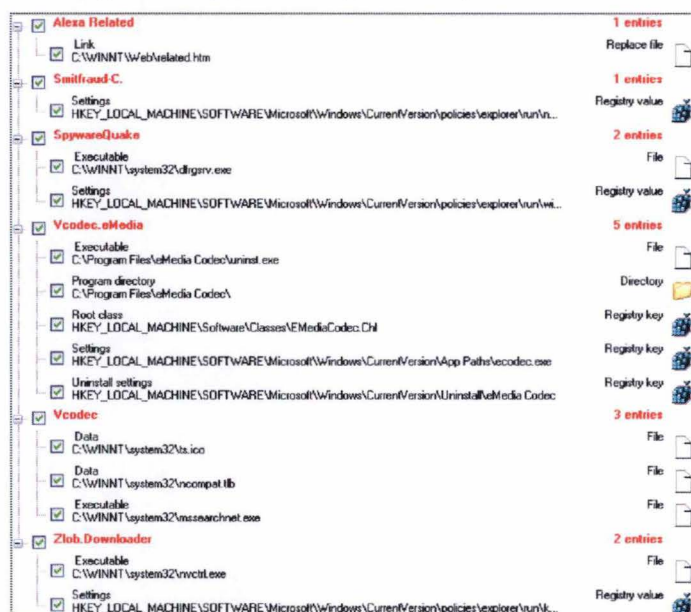 Alexa Related 1 entries
Link Replace file
C:\WINNT\Web\related.htm
Smitfraud-C. 1 entries
Settings Registry value
HKEY_LOCAL_MACHINE\SOFTWARE\Microsoft\Windows\CurrentVersion\policies\explorer\run\n...
SpywareQuake 2 entries
Executable File
C:\WINNT\system32\dfrgsrv.exe
Settings Registry value
HKEY_LOCAL_MACHINE\SOFTWARE\Microsoft\Windows\CurrentVersion\policies\explorer\run\wi...
Vcodec.eMedia 5 entries
Executable File
C:\Program Files\eMedia Codec\uninst.exe
Program directory Directory
C:\Program Files\eMedia Codec\
Root class Registry key
HKEY_LOCAL_MACHINE\Software\Classes\EMediaCodec.Chl
Settings Registry key
HKEY_LOCAL_MACHINE\SOFTWARE\Microsoft\Windows\CurrentVersion\App Paths\ecodec.exe
Uninstall settings Registry key
HKEY_LOCAL_MACHINE\SOFTWARE\Microsoft\Windows\CurrentVersion\Uninstall\eMedia Codec
Vcodec 3 entries
Data File
C:\WINNT\system32\ts.ico
Data File
C:\WINNT\system32\ncompat.tlb
Executable File
C:\WINNT\system32\mssearchnet.exe
Zlob.Downloader 2 entries
Executable File
C:\WINNT\system32\nvctrl.exe
Settings Registry value
HKEY_LOCAL_MACHINE\SOFTWARE\Microsoft\Windows\CurrentVersion\policies\explorer\run\k...